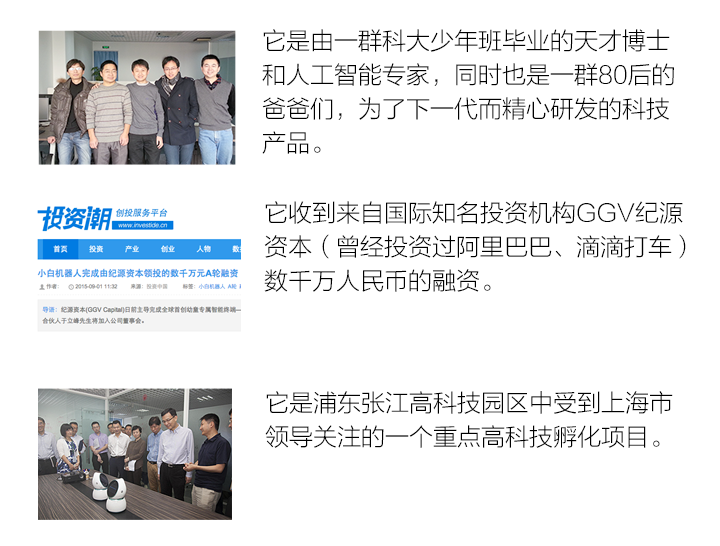 它是由一群科大少年班毕业的天才博士
和人工智能专家，同时也是一群80后的
爸爸们，为了下一代而精心研发的科技
产品。
投资潮 创投服务平台
www.investide.cn
首页 投资 产业 创业 人物
小白机器人完成由纪源资本领投的数千万元A轮融资
作者： 2015-09-01 11:32 来源：投资中国 标签：小白机器人 A轮
导语：纪源资本(GGV Capital)日前主导完成全球首创幼童专属智能终端—
合伙人于立峰先生将加入公司董事会。
它收到来自国际知名投资机构GGV纪源
资本（曾经投资过阿里巴巴、滴滴打车）
数千万人民币的融资。
它是浦东张江高科技园区中受到上海市
领导关注的一个重点高科技孵化项目。